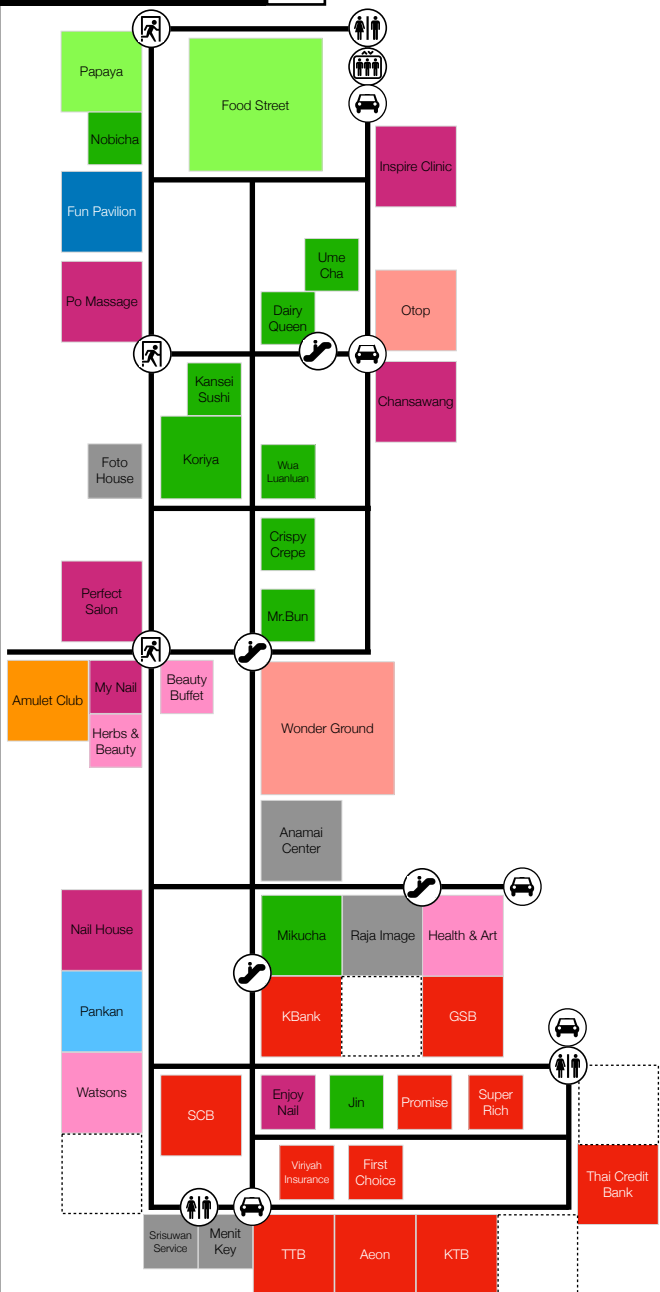 Papaya
Food Street
Nobicha
Inspire Clinic
Fun Pavilion
Ume
Cha
Po Massage
Dairy
Queen
Otop
Kansei
Sushi
Chansawang
Foto
House
Koriya
Wua
Luanluan
Crispy
Crepe
Perfect
Salon
Mr.Bun
Amulet Club
My Nail
Beauty
Buffet
Herbs &
Beauty
Wonder Ground
Anamai
Center
Nail House
Mikucha
Raja Image
Health & Art
Pankan
KBank
GSB
Watsons
SCB
Enjoy
Nail
Jin
Promise
Super
Rich
Viriyah
Insurance
First
Choice
Thai Credit
Bank
Srisuwan
Service
Menit
Key
TTB
Aeon
KTB